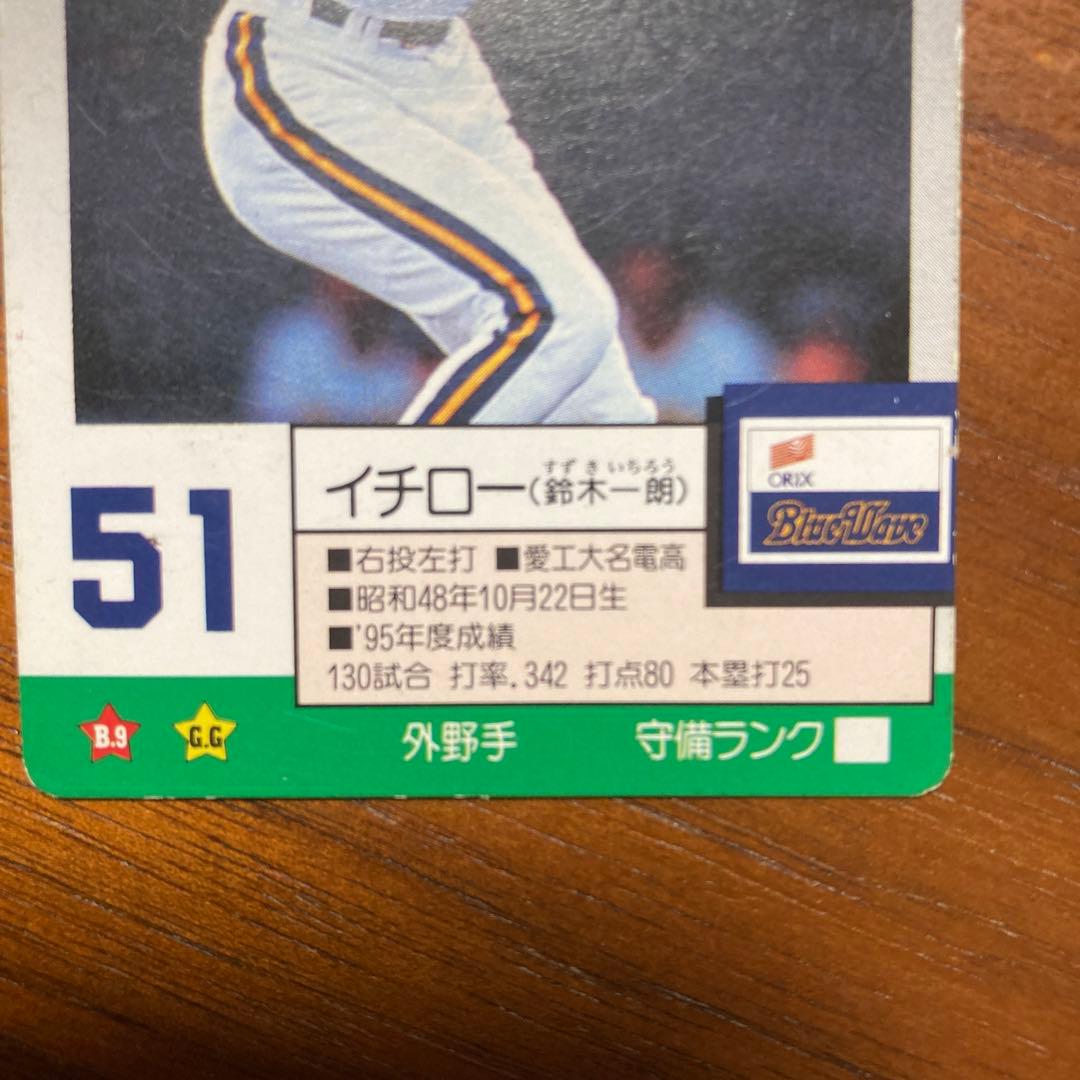 ORIX
BlueWave
51
すずきいちろう
イチロー(鈴木一朗)
■右投左打 ■愛工大名電高
■昭和48年10月22日生
■'95年度成績
130試合 打率.342 打点80 本塁打25
B.9 G.G 外野手 守備ランク